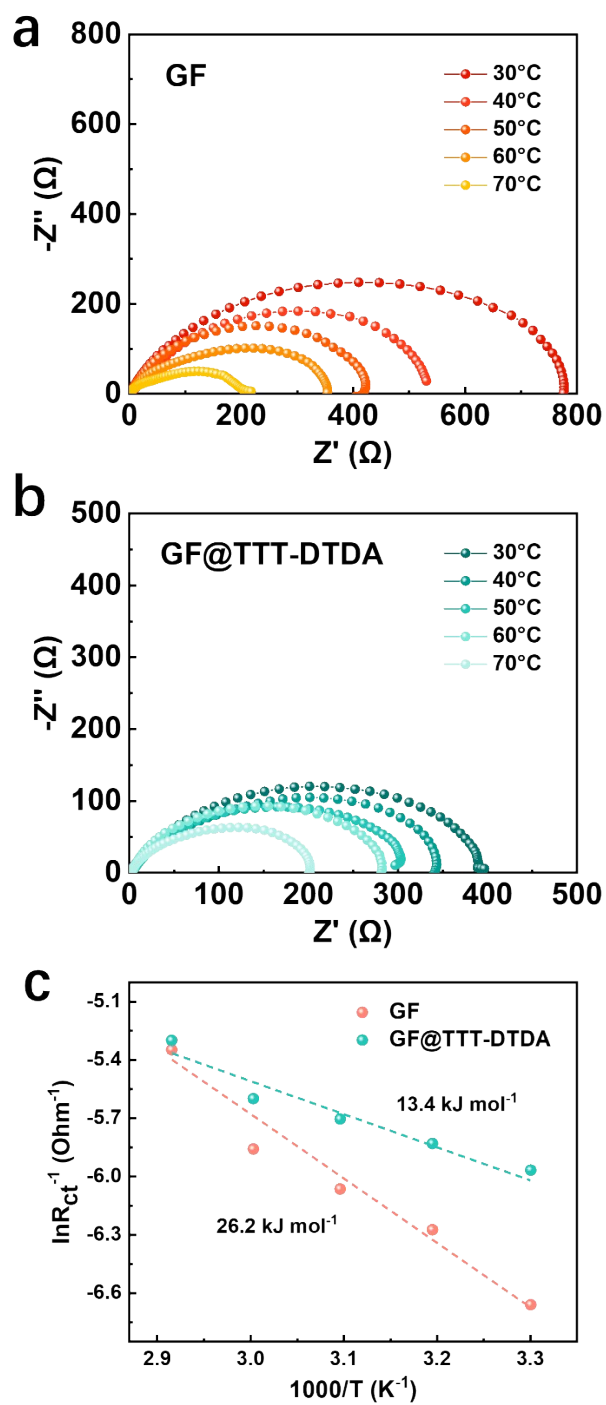 a
GF
30°C
40°C
50°C
60°C
70°C
800
600
400
200
0
-Z" (Ω)
0 200 400 600 800
Z' (Ω)
b
GF@TTT-DTDA
30°C
40°C
50°C
60°C
70°C
500
400
300
200
100
0
-Z" (Ω)
0 100 200 300 400 500
Z' (Ω)
c
GF
GF@TTT-DTDA
-5.1
-5.4
-5.7
-6.0
-6.3
-6.6
lnR_ct^-1 (Ohm^-1)
13.4 kJ mol^-1
26.2 kJ mol^-1
2.9 3.0 3.1 3.2 3.3
1000/T (K^-1)